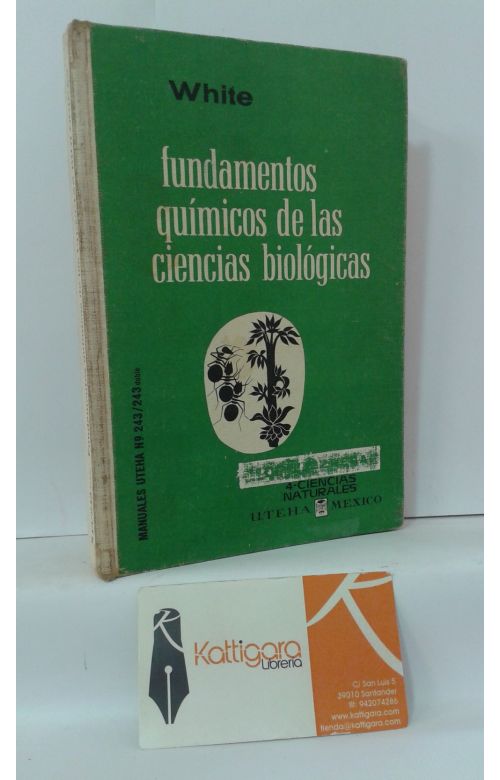 White
fundamentos
químicos de las
ciencias biológicas
MANUALES UTEHA Nº 243/243 doble
4-CIENCIAS
NATURALES
UTEHA MEXICO
Kattigara
Librería
C/ San Luis 5
39010 Santander
tlf: 942074265
www.kattigara.com
tienda@kattigara.com